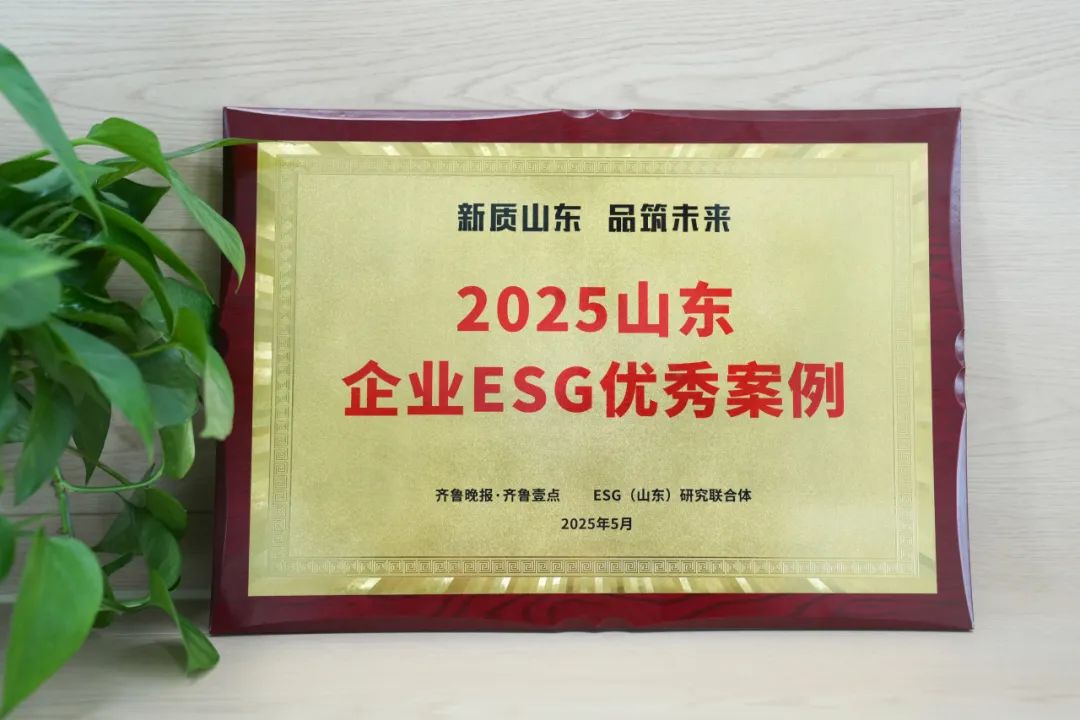 新质山东 品筑未来
2025山东
企业ESG优秀案例
齐鲁晚报·齐鲁壹点 ESG（山东）研究联合体
2025年5月